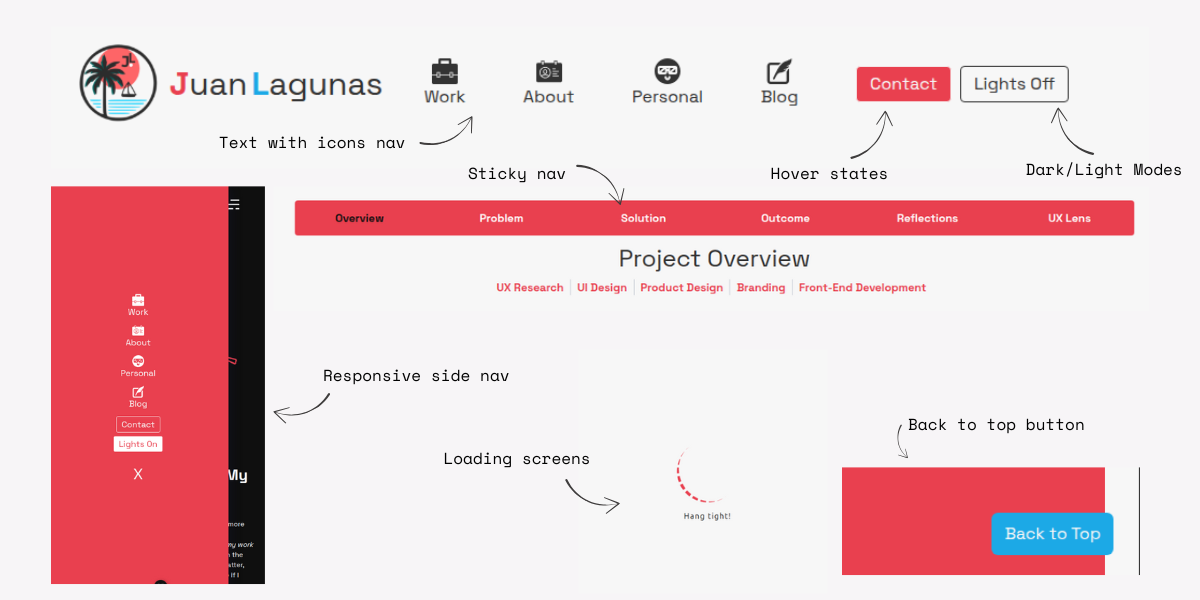 JL
Juan Lagunas
Work
About
Personal
Blog
Contact
Lights Off
Text with icons nav
Sticky nav
Hover states
Dark/Light Modes
Overview
Problem
Solution
Outcome
Reflections
UX Lens
Project Overview
UX Research
UI Design
Product Design
Branding
Front-End Development
Work
About
Personal
Blog
Contact
Lights On
X
My
more
my work
the
atter,
If I
Responsive side nav
Loading screens
Hang tight!
Back to top button
Back to Top